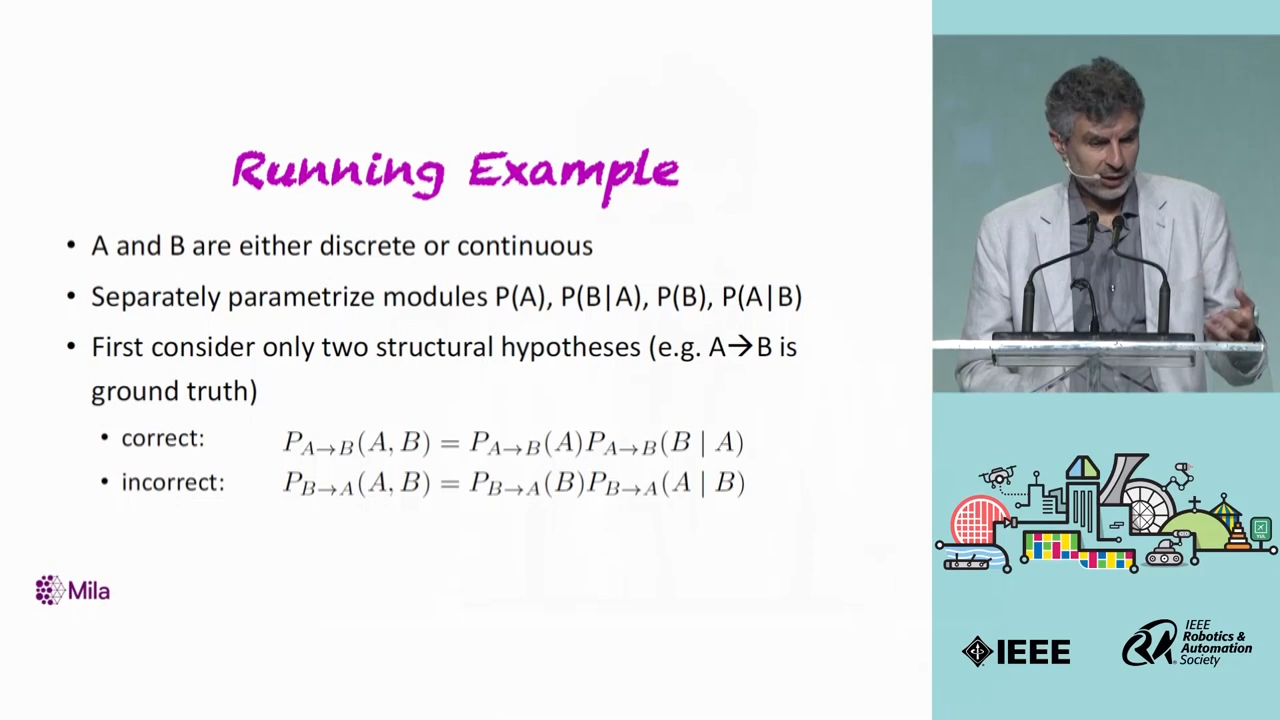 Running Example
• A and B are either discrete or continuous
• Separately parametrize modules P(A), P(B|A), P(B), P(A|B)
• First consider only two structural hypotheses (e.g. A→B is
ground truth)
• correct: P_{A→B}(A, B) = P_{A→B}(A)P_{A→B}(B | A)
• incorrect: P_{B→A}(A, B) = P_{B→A}(B)P_{B→A}(A | B)
Mila
YUL
IEEE
IEEE
Robotics &
Automation
Society